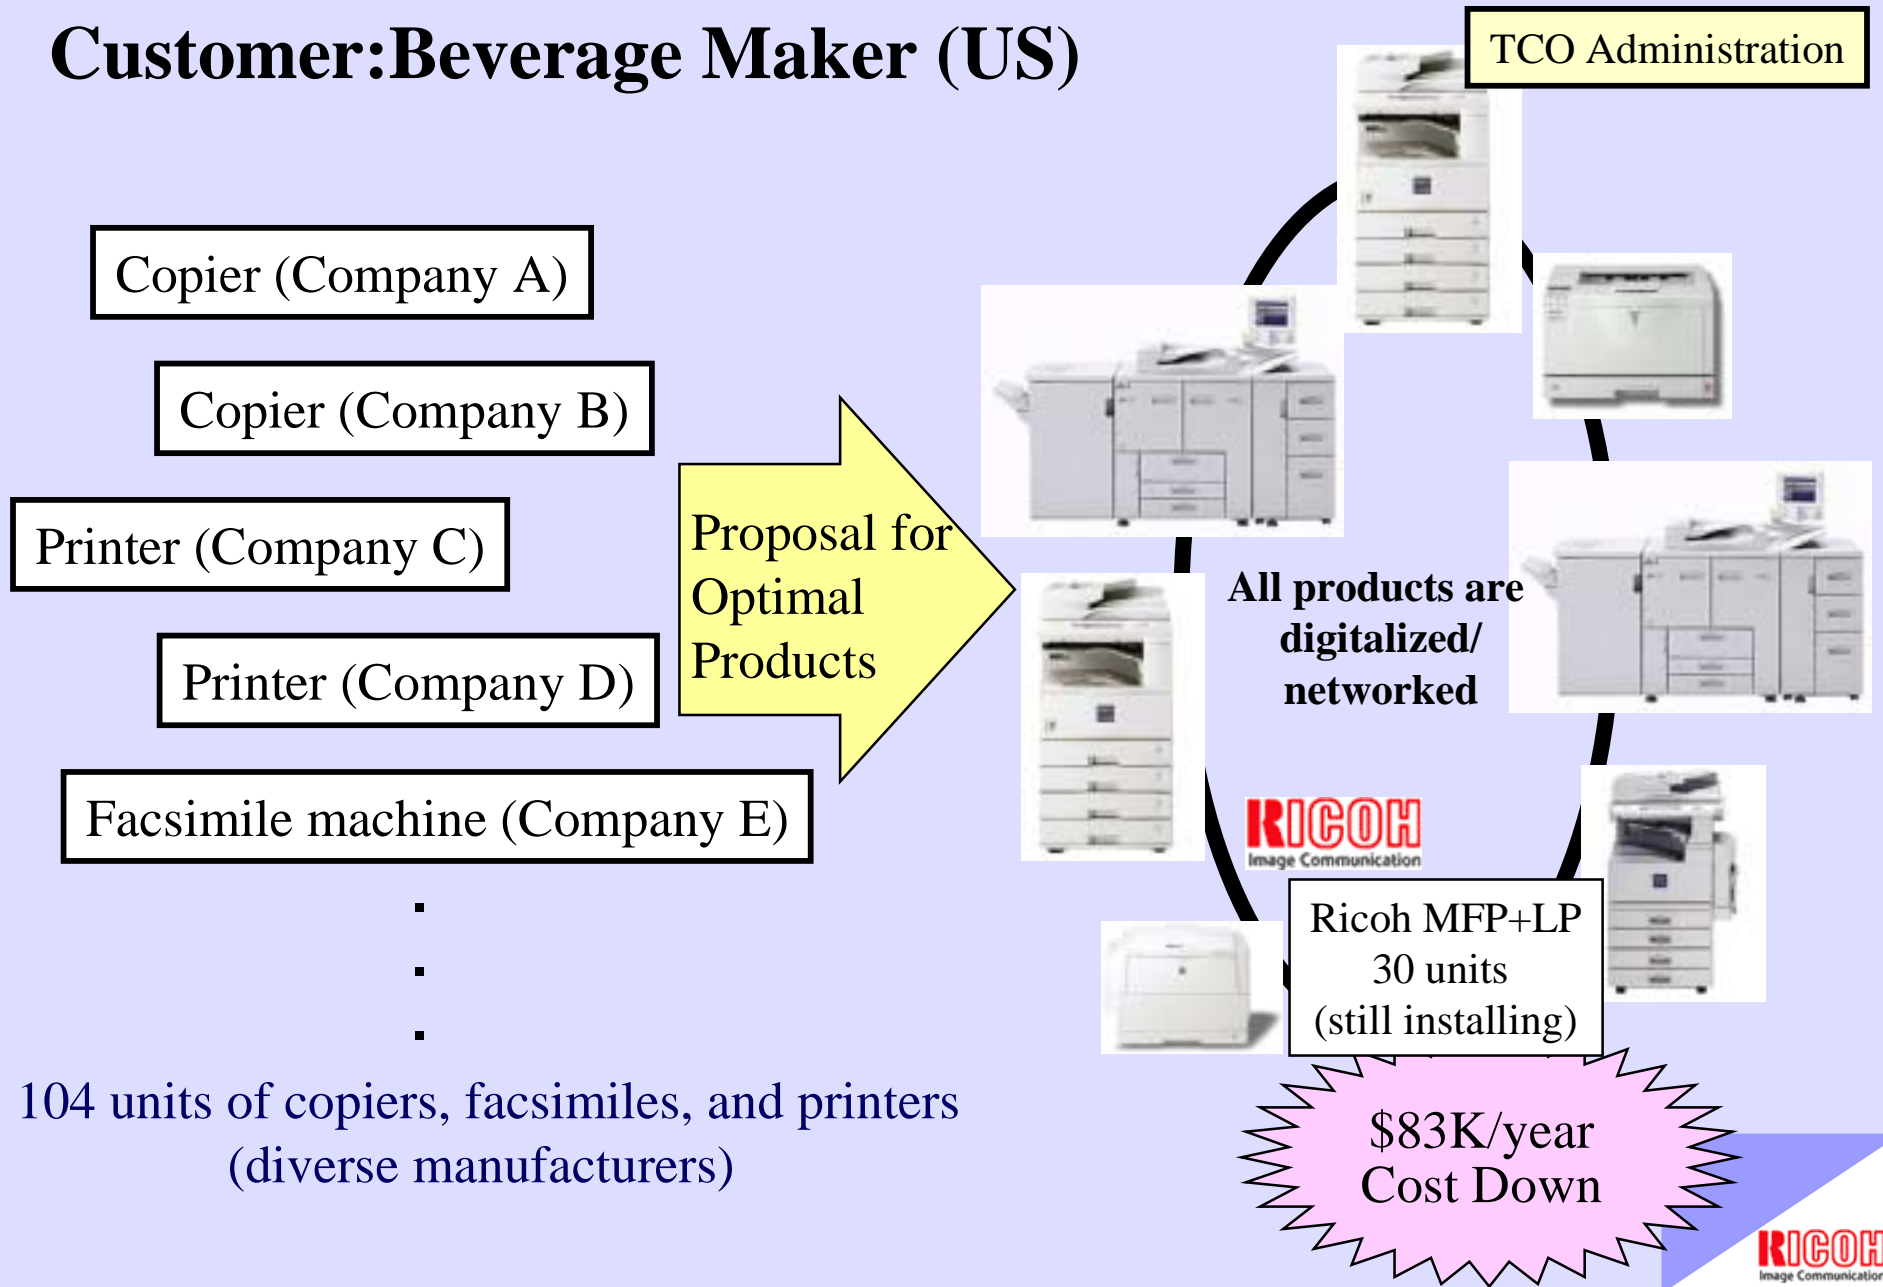 Customer:Beverage Maker (US)
TCO Administration
Copier (Company A)
Copier (Company B)
Printer (Company C)
Printer (Company D)
Facsimile machine (Company E)
.
.
.
104 units of copiers, facsimiles, and printers
(diverse manufacturers)
Proposal for
Optimal
Products
All products are
digitalized/
networked
RICOH
Image Communication
Ricoh MFP+LP
30 units
(still installing)
$83K/year
Cost Down
RICOH
Image Communication